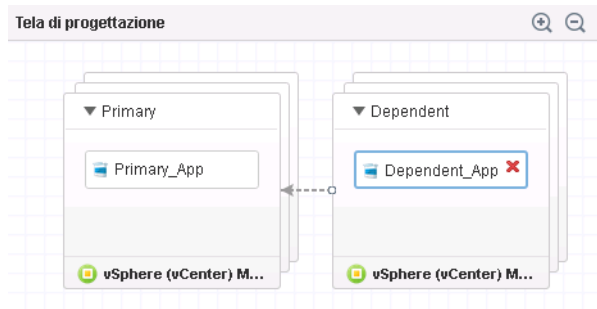 Tela di progettazione
Primary
Dependent
Primary_App
Dependent_App
vSphere (vCenter) M...
vSphere (vCenter) M...